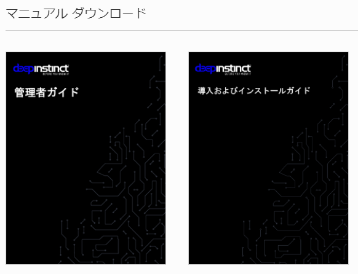 マニュアル ダウンロード
deepinstinct
管理者ガイド
deepinstinct
導入およびインストールガイド